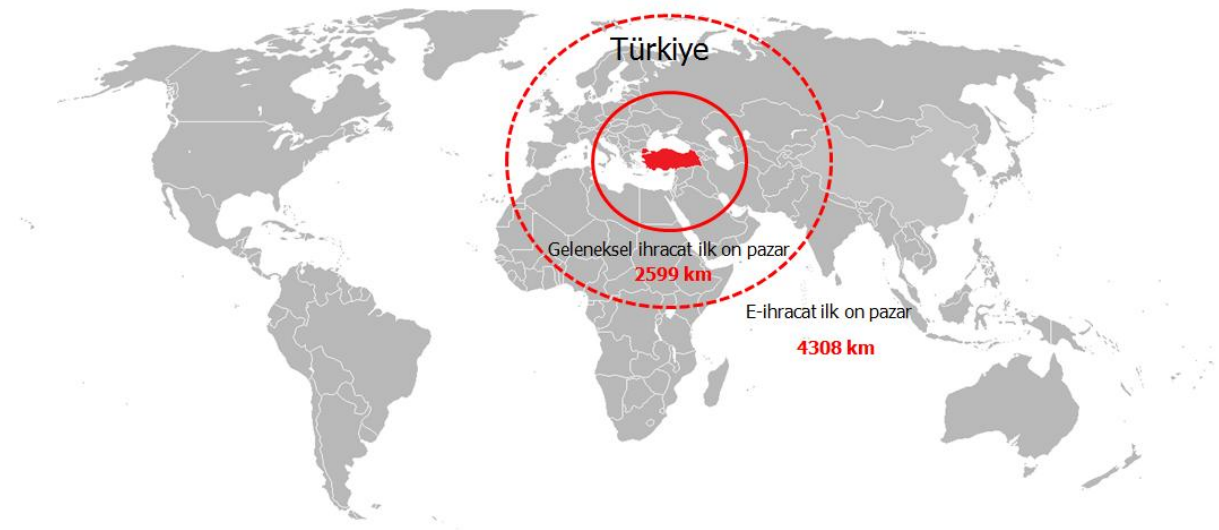 Türkiye
Geleneksel ihracat ilk on pazar
2599 km
E-ihracat ilk on pazar
4308 km